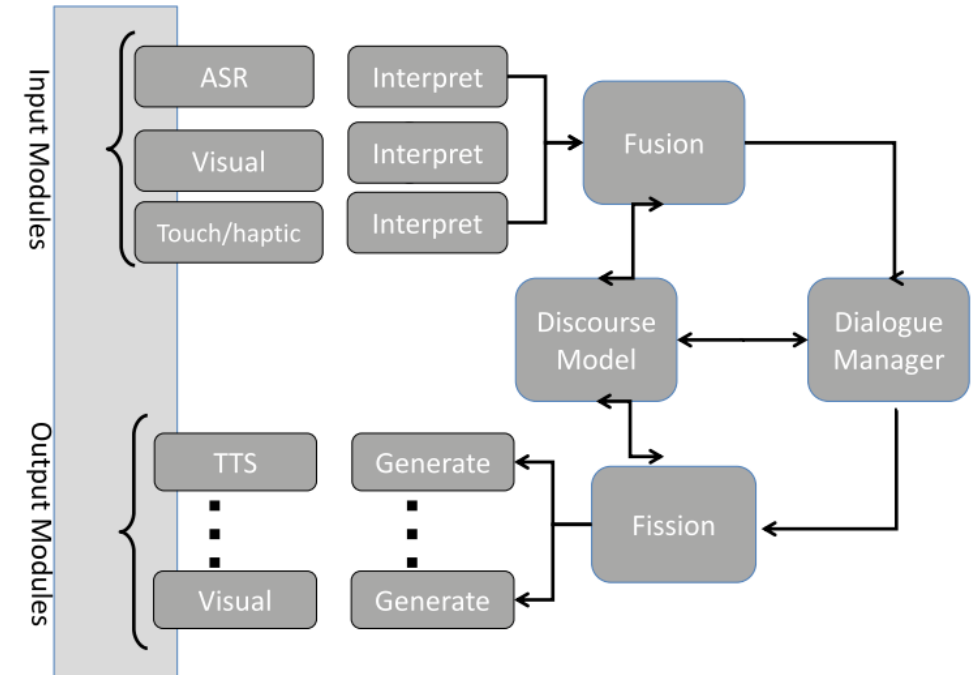 Input Modules
ASR
Interpret
Visual
Interpret
Touch/haptic
Interpret
Fusion
Discourse
Model
Dialogue
Manager
Output Modules
TTS
Generate
Fission
Visual
Generate